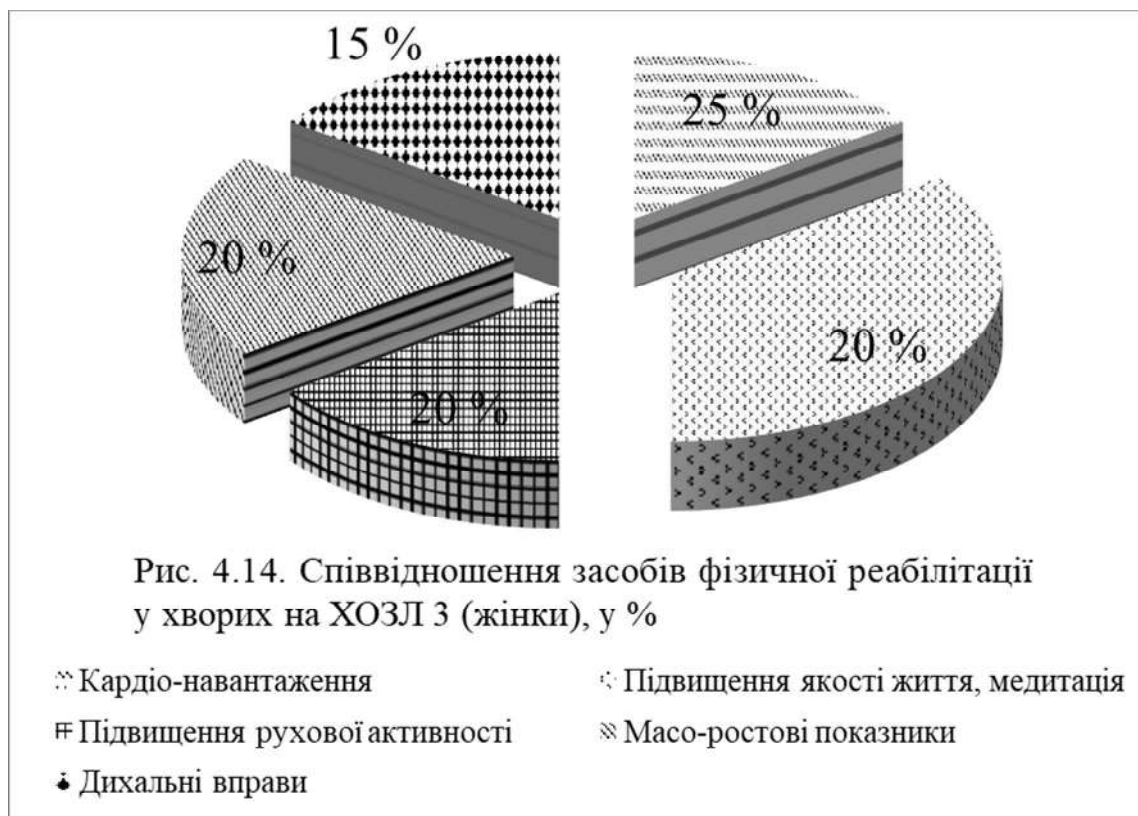 15 %
25 %
20 %
20 %
20 %
Рис. 4.14. Співвідношення засобів фізичної реабілітації
у хворих на ХОЗЛ 3 (жінки), у %
Кардіо-навантаження
Підвищення якості життя, медитація
Підвищення рухової активності
Масо-ростові показники
Дихальні вправи